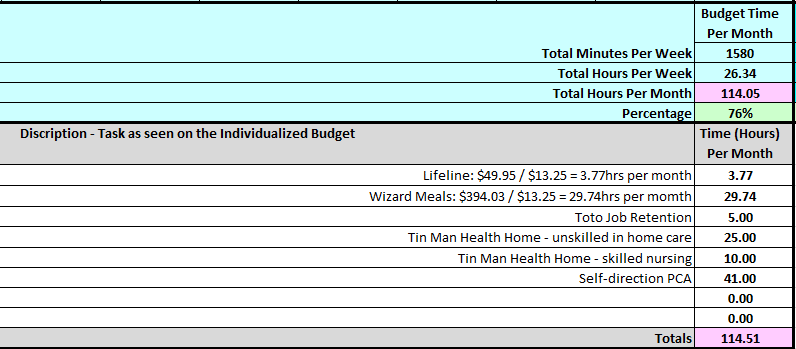 Budget Time
Per Month
Total Minutes Per Week 1580
Total Hours Per Week 26.34
Total Hours Per Month 114.05
Percentage 76%
Discription - Task as seen on the Individualized Budget Time (Hours)
Per Month
Lifeline: $49.95 / $13.25 = 3.77hrs per month 3.77
Wizard Meals: $394.03 / $13.25 = 29.74hrs per momth 29.74
Toto Job Retention 5.00
Tin Man Health Home - unskilled in home care 25.00
Tin Man Health Home - skilled nursing 10.00
Self-direction PCA 41.00
0.00
0.00
Totals 114.51